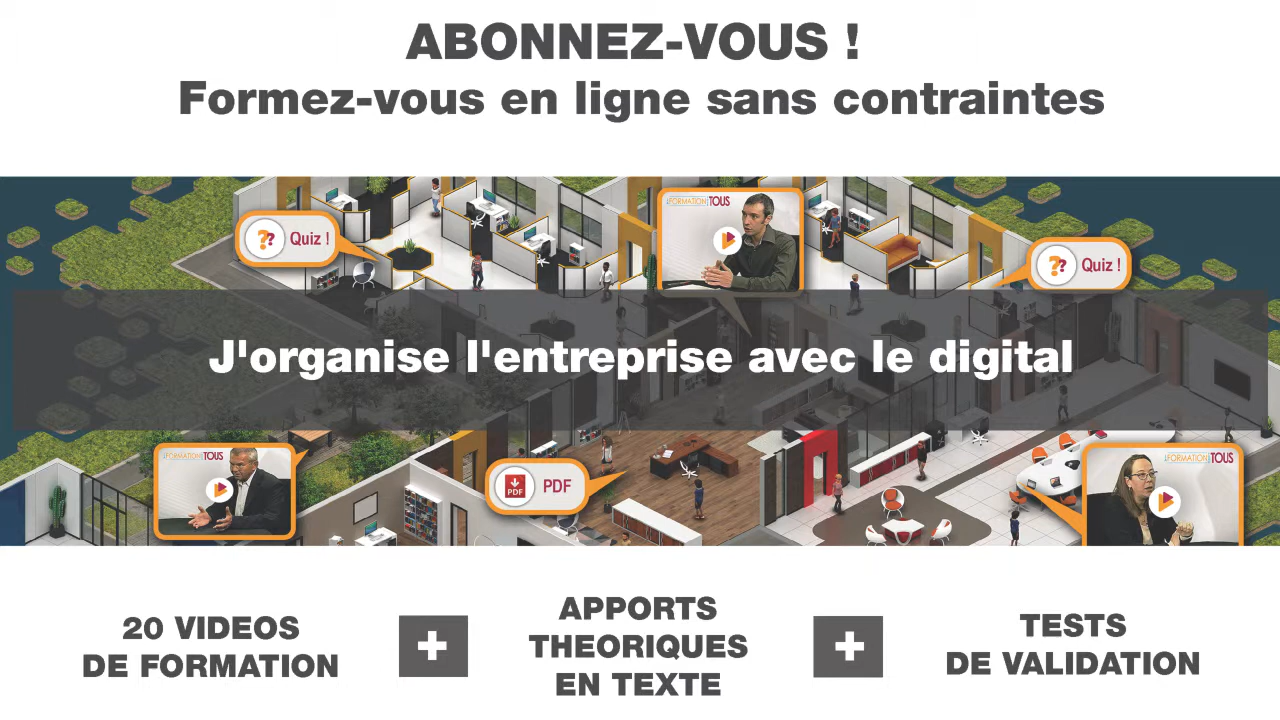 ABONNEZ-VOUS !
Formez-vous en ligne sans contraintes
FORMATION TOUS
?? Quiz !
?? Quiz !
J'organise l'entreprise avec le digital
FORMATION TOUS
PDF PDF
FORMATION TOUS
20 VIDEOS
DE FORMATION
+
APPORTS
THEORIQUES
EN TEXTE
+
TESTS
DE VALIDATION